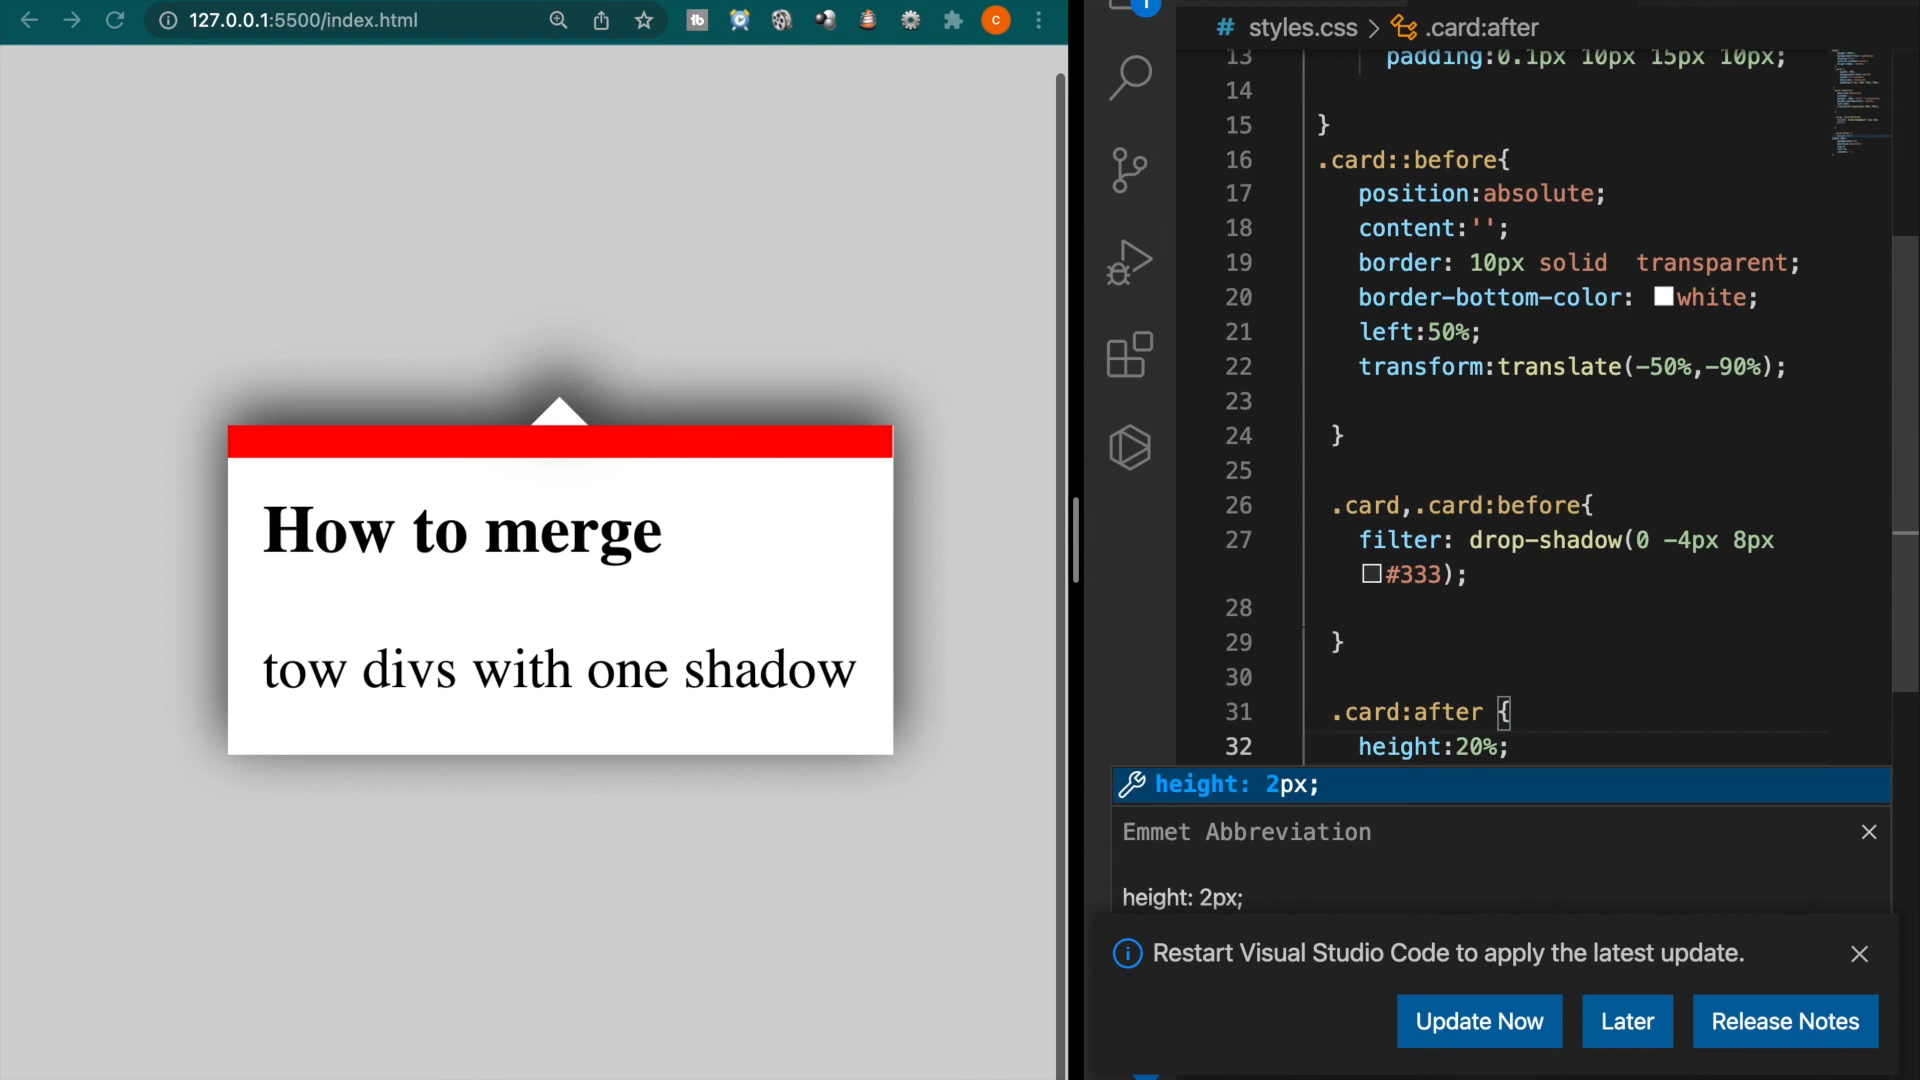 127.0.0.1:5500/index.html
How to merge
tow divs with one shadow
# styles.css > .card:after
13 padding:0.1px 10px 15px 10px;
14
15 }
16 .card::before{
17 position:absolute;
18 content:'';
19 border: 10px solid  transparent;
20 border-bottom-color: white;
21 left:50%;
22 transform:translate(-50%,-90%);
23
24 }
25
26 .card,.card:before{
27 filter: drop-shadow(0 -4px 8px
#333);
28
29 }
30
31 .card:after {
32 height:20%;
height: 2px;
Emmet Abbreviation
height: 2px;
Restart Visual Studio Code to apply the latest update.
Update Now
Later
Release Notes